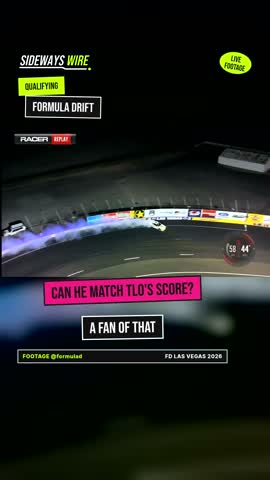 SIDEWAYS WIRE.
LIVE
FOOTAGE
QUALIFYING
FORMULA DRIFT
RACER REPLAY
58 44°
CAN HE MATCH TLO'S SCORE?
A FAN OF THAT
FOOTAGE @formulad
FD LAS VEGAS 2026